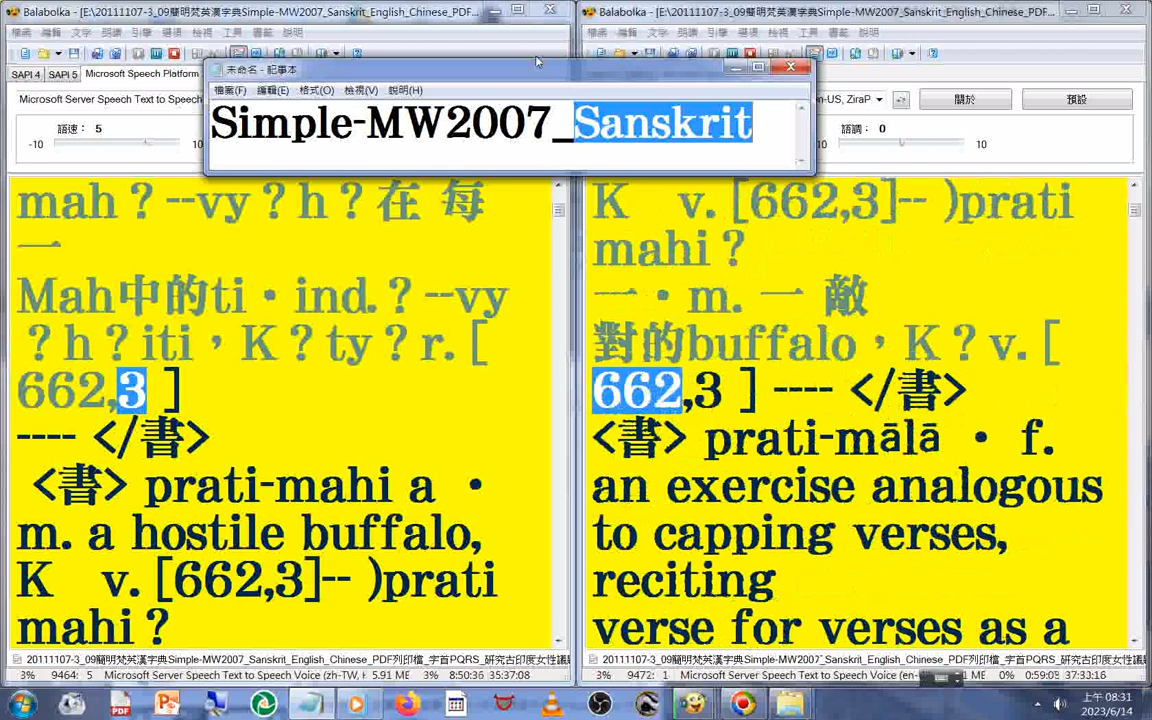 Balabolka - [E:\20111107-3_09簡明梵英漢字典Simple-MW2007_Sanskrit_English_Chinese_PDF...
Balabolka - [E:\20111107-3_09簡明梵英漢字典Simple-MW2007_Sanskrit_English_Chinese_PDF...
SAPI 4 SAPI 5 Microsoft Speech Platform
未命名 - 記事本
檔案(F) 編輯(E) 格式(O) 檢視(V) 說明(H)
Simple-MW2007_Sanskrit
Microsoft Server Speech Text to Speech
en-US, ZiraP
關於
預設
語速: 5
-10
10
語調: 0
10
mah？--vy？h？在 每
一
Mah中的ti・ind.？--vy
？h？iti，K？ty？r. [
662,3 ]
---- </書>
<書> prati-mahi a ・
m. a hostile buffalo,
K v. [662,3]-- )prati
mahi？
K v. [662,3]-- )prati
mahi？
一・m. 一 敵
對的buffalo，K？v. [
662,3 ] ---- </書>
<書> prati-mālā ・ f.
an exercise analogous
to capping verses,
reciting
verse for verses as a
20111107-3_09簡明梵英漢字典Simple-MW2007_Sanskrit_English_Chinese_PDF列印檔_字首PQRS_研究古印度女性議
20111107-3_09簡明梵英漢字典Simple-MW2007_Sanskrit_English_Chinese_PDF列印檔_字首PQRS_研究古印度女性議
3% 9464: 5 Microsoft Server Speech Text to Speech Voice (zh-TW, H 5.91 ME 3% 8:50:36 35:37:08
3% 9472: 1 Microsoft Server Speech Text to Speech Voice (en-US 1 ME 0% 0:59:05 37:33:16
上午 08:31
2023/6/14